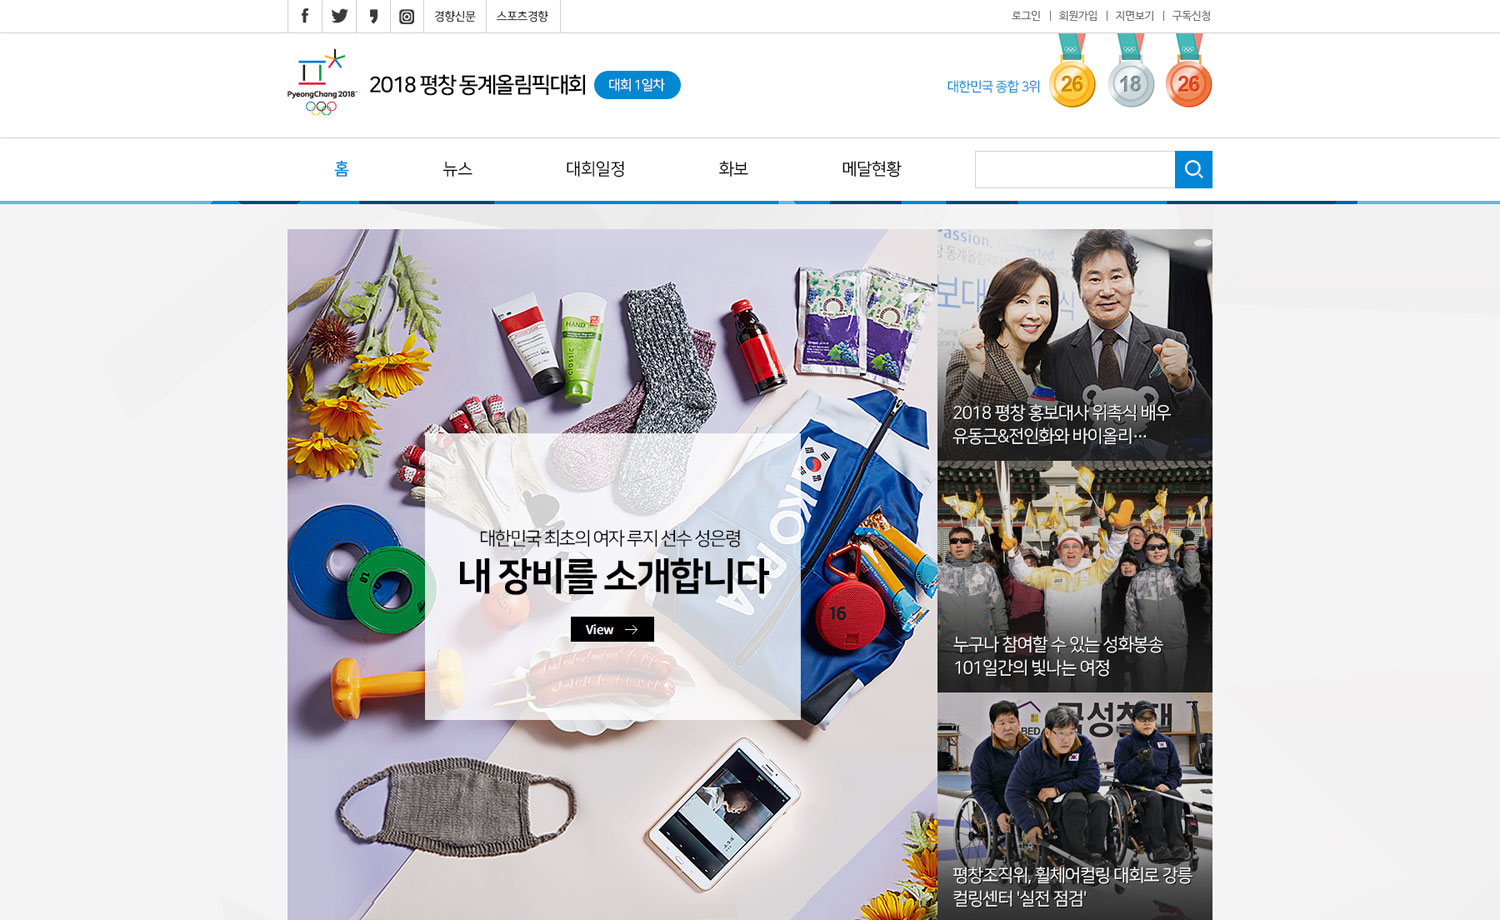 경향신문
스포츠경향
로그인 | 회원가입 | 지면보기 | 구독신청
PyeongChang 2018
2018 평창 동계올림픽대회
대회 1일차
대한민국 종합 3위
26
18
26
홈
뉴스
대회일정
화보
메달현황
HAND
classic
KOREA
16
대한민국 최초의 여자 루지 선수 성은령
내 장비를 소개합니다
View →
Passion. Connected
2018 평창 홍보대사 위촉식 배우
유동근&전인화와 바이올리…
누구나 참여할 수 있는 성화봉송
101일간의 빛나는 여정
BED
평창조직위, 휠체어컬링 대회로 강릉
컬링센터 '실전 점검'